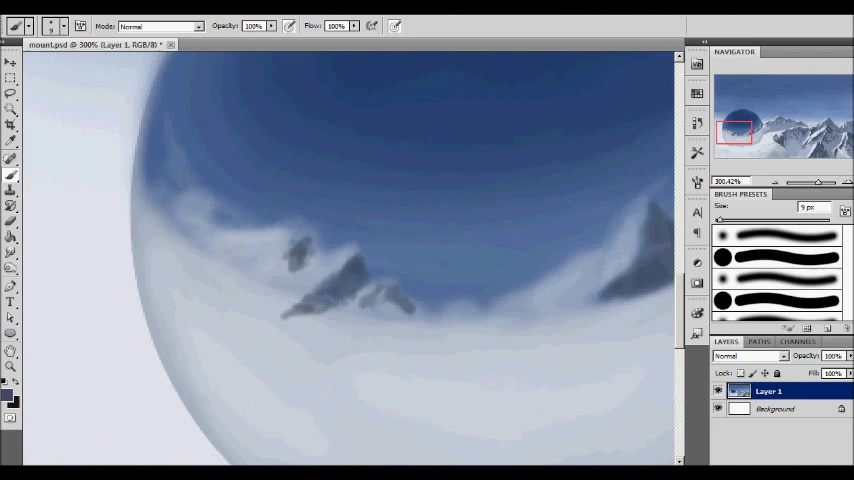 9
Mode: Normal
Opacity: 100%
Flow: 100%
mount.psd @ 300% (Layer 1, RGB/8) *
NAVIGATOR
300.42%
BRUSH PRESETS
Size: 9 px
LAYERS PATHS CHANNELS
Normal Opacity: 100%
Lock: Fill: 100%
Layer 1
Background